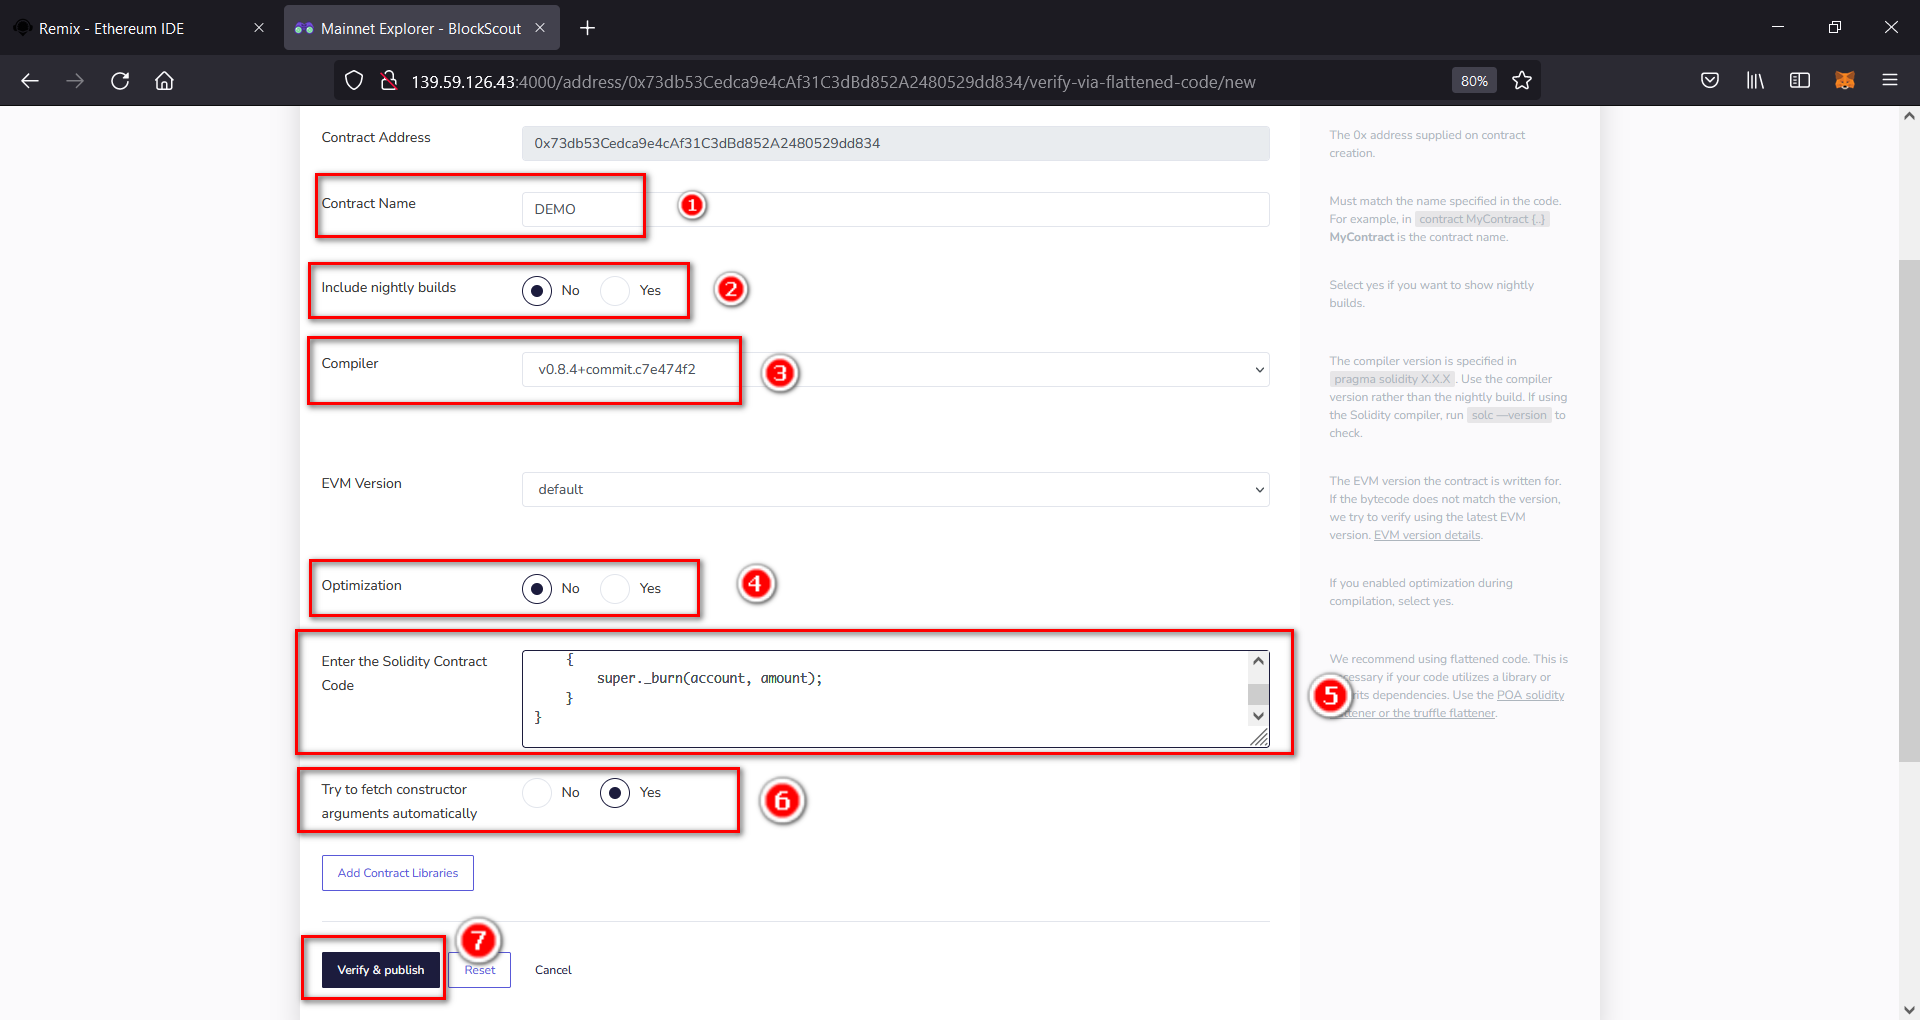 Remix - Ethereum IDE
Mainnet Explorer - BlockScout
139.59.126.43:4000/address/0x73db53Cedca9e4cAf31C3dBd852A2480529dd834/verify-via-flattened-code/new
80%
Contract Address
0x73db53Cedca9e4cAf31C3dBd852A2480529dd834
The 0x address supplied on contract
creation.
Contract Name
DEMO
1
Must match the name specified in the code.
For example, in contract MyContract {..}
MyContract is the contract name.
Include nightly builds
No
Yes
2
Select yes if you want to show nightly
builds.
Compiler
v0.8.4+commit.c7e474f2
3
The compiler version is specified in
pragma solidity X.X.X . Use the compiler
version rather than the nightly build. If using
the Solidity compiler, run solc —version to
check.
EVM Version
default
The EVM version the contract is written for.
If the bytecode does not match the version,
we try to verify using the latest EVM
version. EVM version details.
Optimization
No
Yes
4
If you enabled optimization during
compilation, select yes.
Enter the Solidity Contract
Code
{
super._burn(account, amount);
}
}
5
We recommend using flattened code. This is
cessary if your code utilizes a library or
rits dependencies. Use the POA solidity
ttener or the truffle flattener.
Try to fetch constructor
arguments automatically
No
Yes
6
Add Contract Libraries
7
Verify & publish
Reset
Cancel